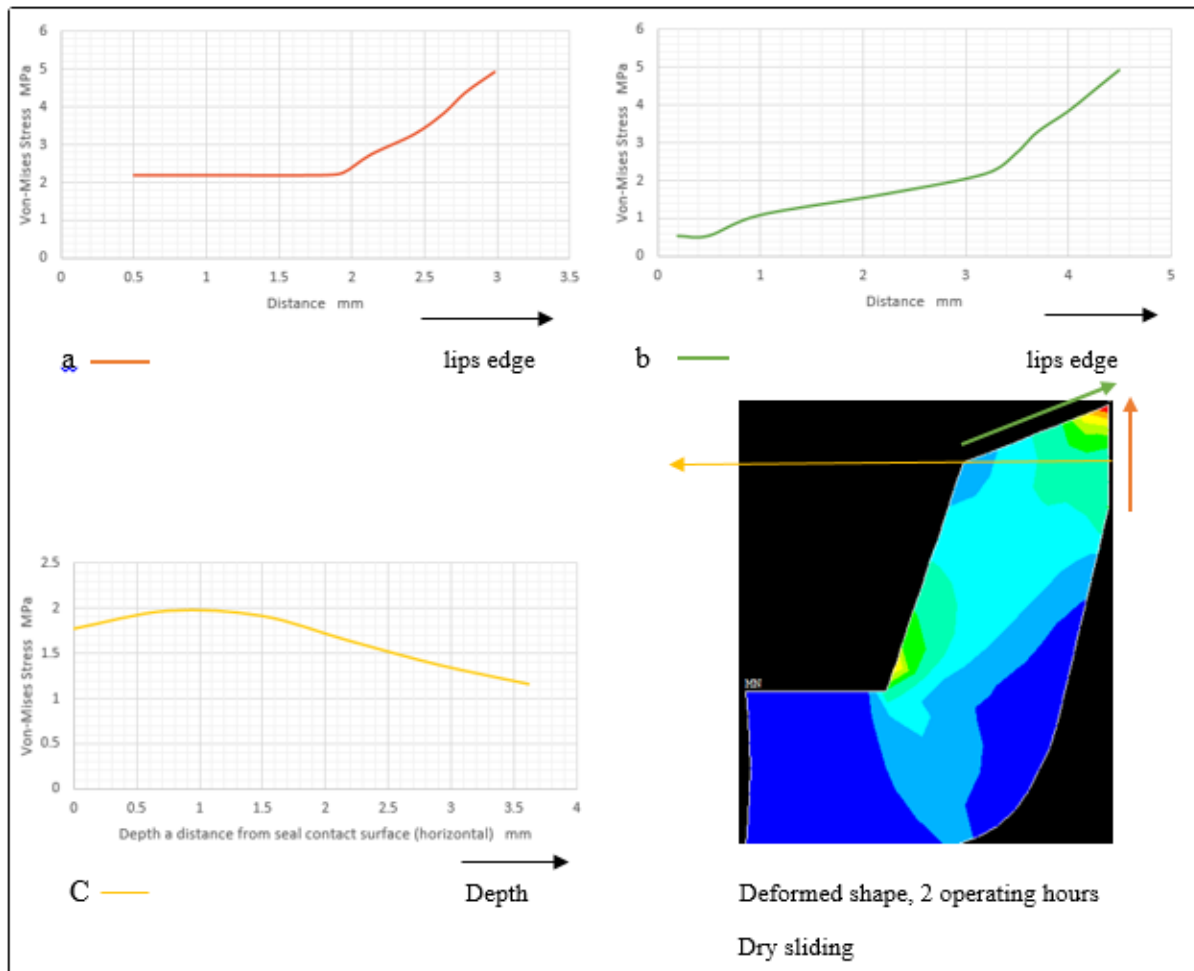 6
5
4
3
2
1
0
Von-Mises Stress MPa
0 0.5 1 1.5 2 2.5 3 3.5
Distance mm
a
lips edge
6
5
4
3
2
1
0
Von-Mises Stress MPa
0 1 2 3 4 5
Distance mm
b
lips edge
2.5
2
1.5
1
0.5
0
Von-Mises Stress MPa
0 0.5 1 1.5 2 2.5 3 3.5 4
Depth a distance from seal contact surface (horizontal) mm
C
Depth
MN
Deformed shape, 2 operating hours
Dry sliding